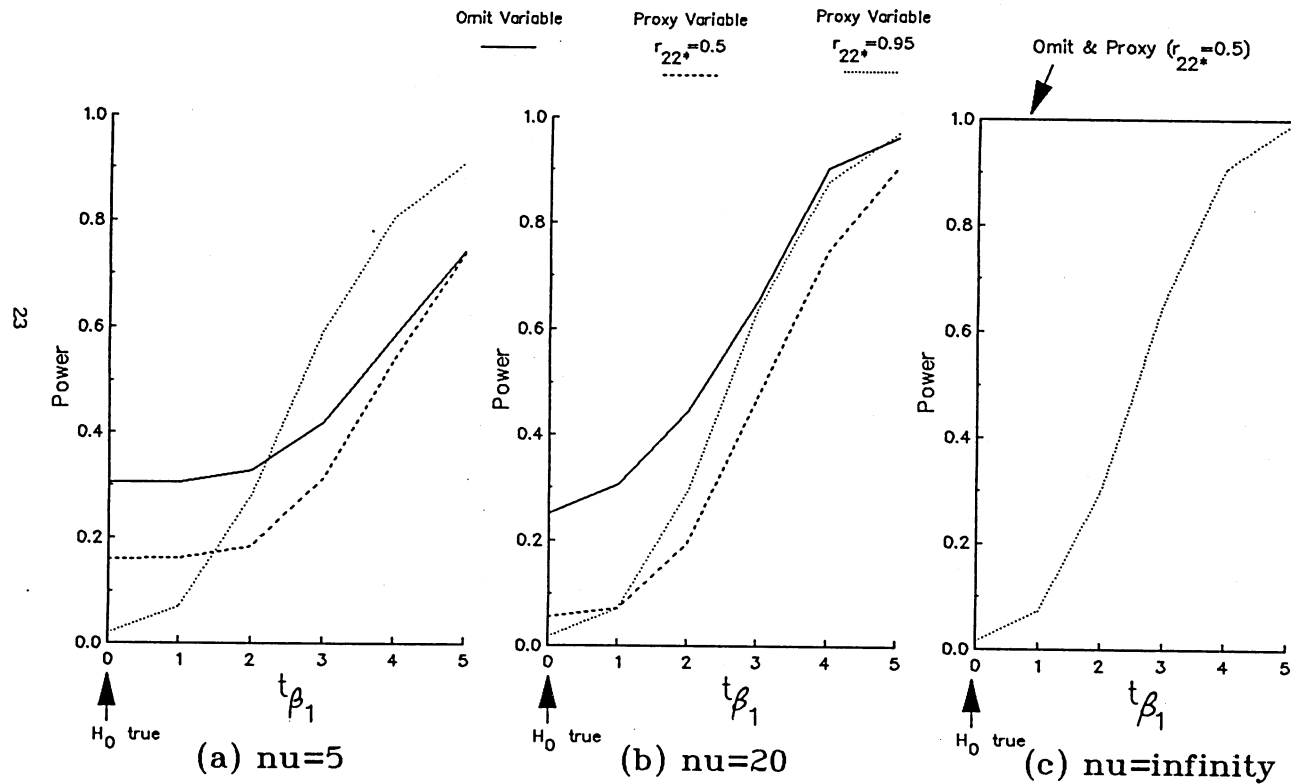 Omit Variable
Proxy Variable
r22*=0.5
Proxy Variable
r22*=0.95
Omit & Proxy (r22*=0.5)
23
1.0
0.8
0.6
0.4
0.2
0.0
Power
0 1 2 3 4 5
tβ1
H0 true
(a) nu=5
1.0
0.8
0.6
0.4
0.2
0.0
Power
0 1 2 3 4 5
tβ1
H0 true
(b) nu=20
1.0
0.8
0.6
0.4
0.2
0.0
Power
0 1 2 3 4 5
tβ1
H0 true
(c) nu=infinity